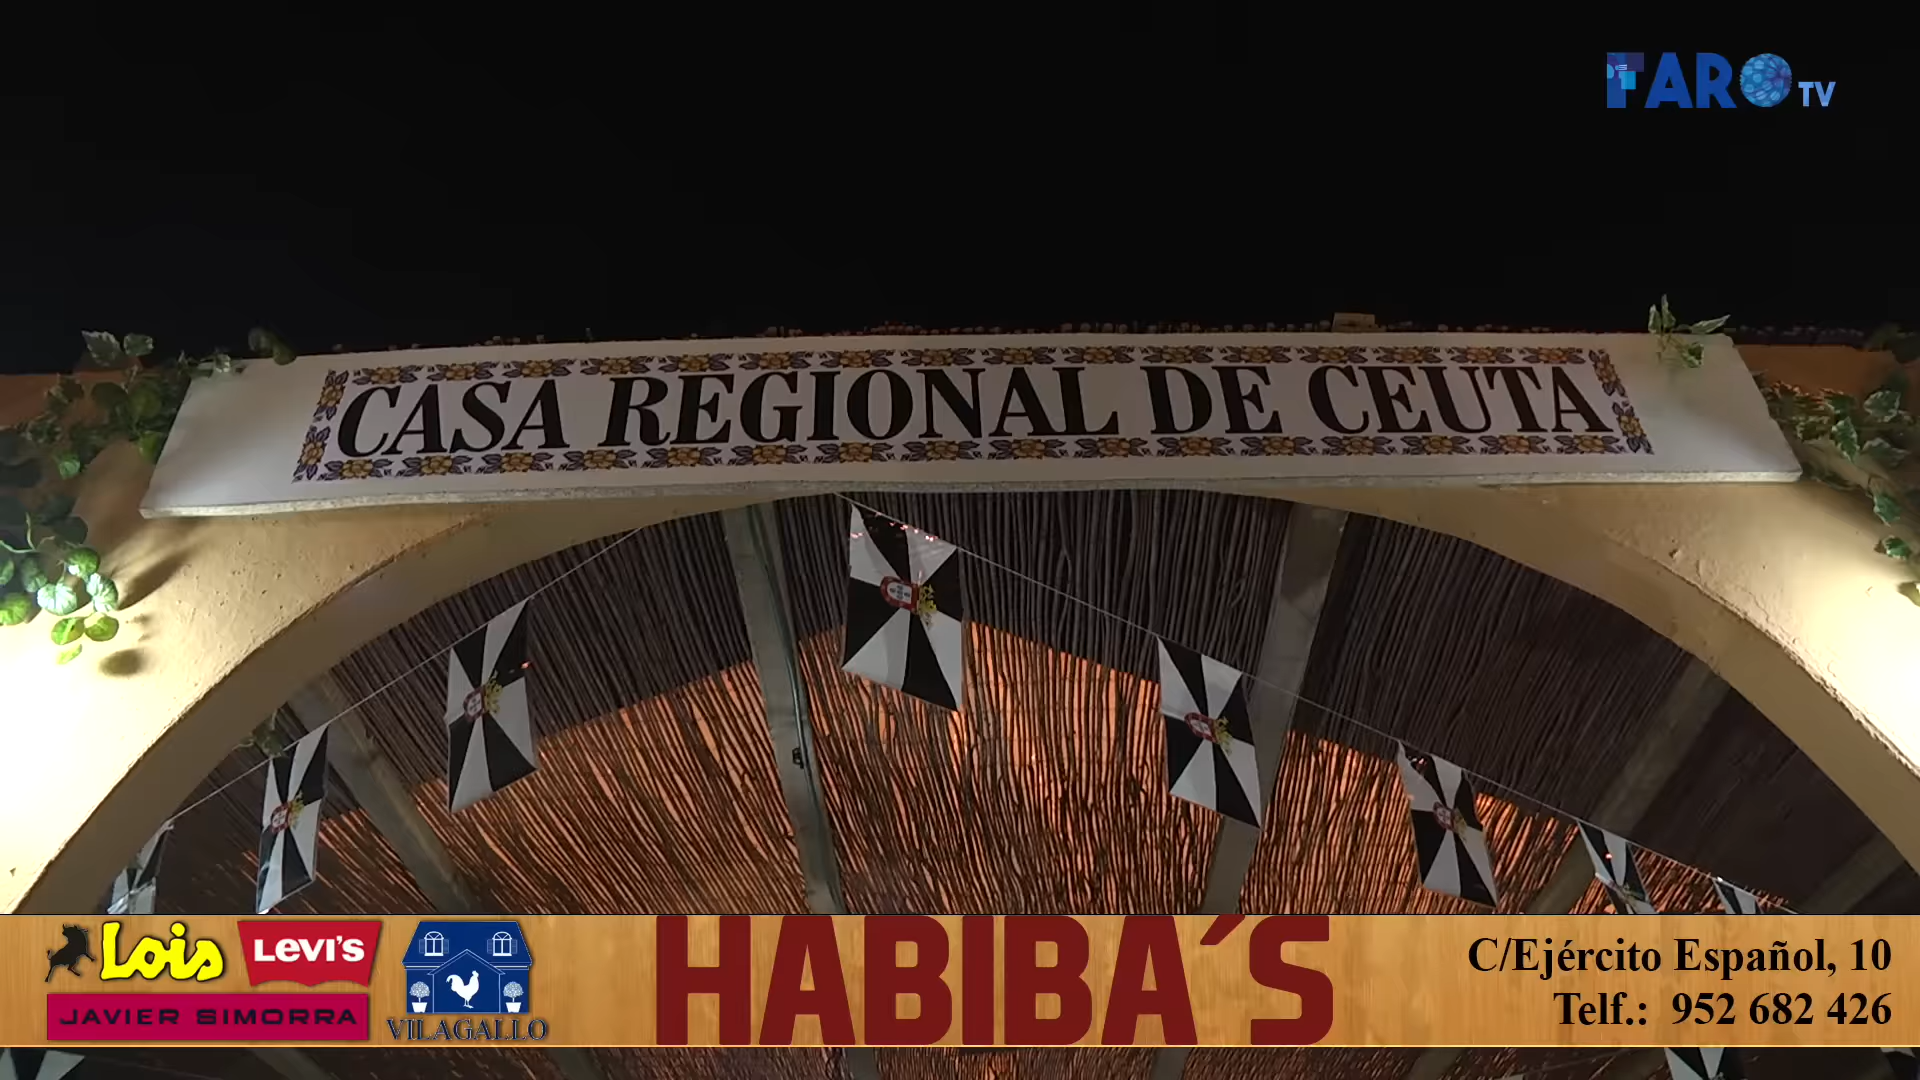 FARO TV
CASA REGIONAL DE CEUTA
Lois
LEVI'S
JAVIER SIMORRA
VILAGALLO
HABIBA´S
C/Ejército Español, 10
Telf.: 952 682 426